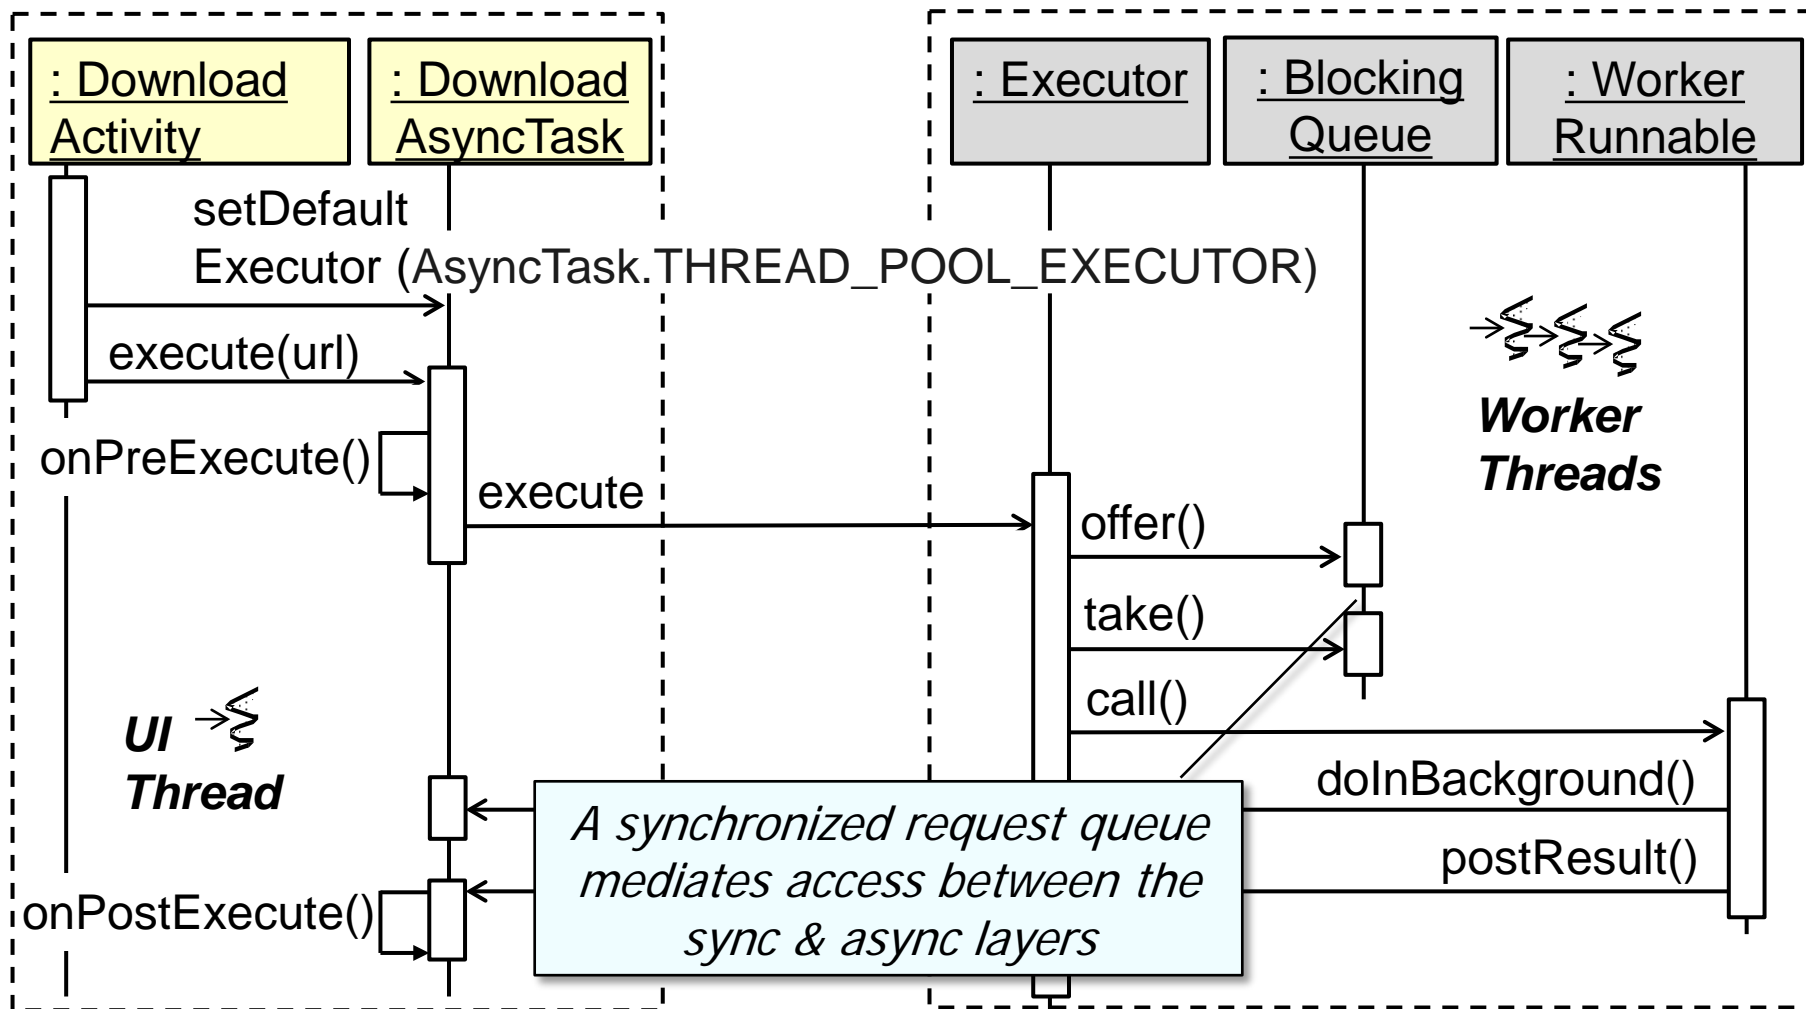 : Download
Activity
: Download
AsyncTask
: Executor
: Blocking
Queue
: Worker
Runnable
setDefault
Executor (AsyncTask.THREAD_POOL_EXECUTOR)
execute(url)
onPreExecute()
execute
offer()
take()
call()
Worker
Threads
UI
Thread
doInBackground()
postResult()
onPostExecute()
A synchronized request queue
mediates access between the
sync & async layers